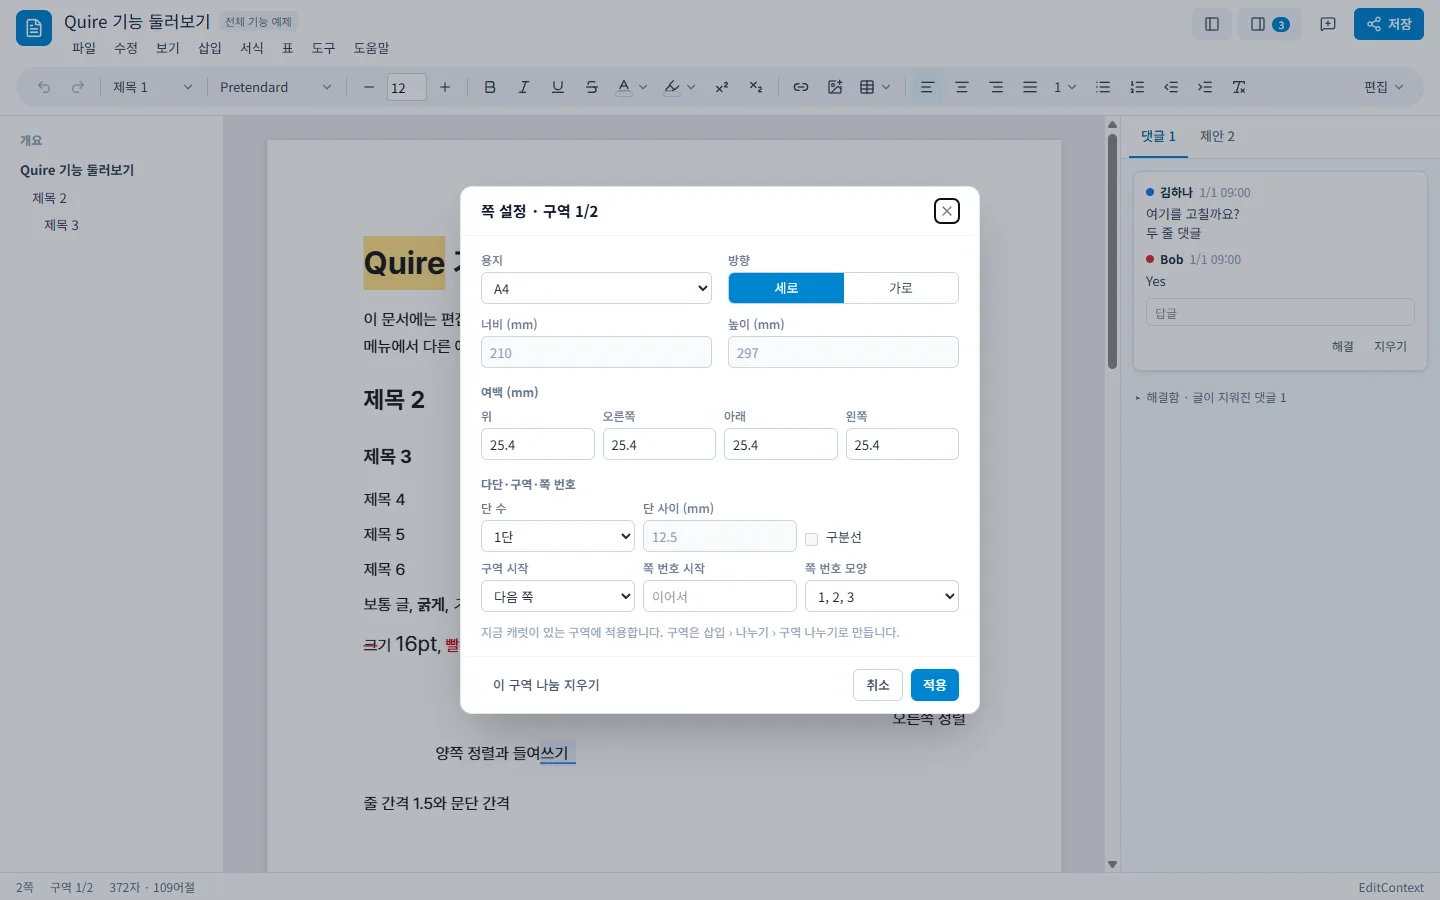 Quire 기능 둘러보기 전체 기능 예제
파일 수정 보기 삽입 서식 표 도구 도움말
3
저장
제목 1 Pretendard 12 1 편집
개요
Quire 기능 둘러보기
제목 2
제목 3
Quire
이 문서에는
메뉴에서 다른
제목 2
제목 3
제목 4
제목 5
제목 6
보통 글, 굵게,
크기 16pt, 빨
오른쪽 정렬
양쪽 정렬과 들여쓰기
줄 간격 1.5와 문단 간격
쪽 설정 · 구역 1/2
용지 방향
A4 세로 가로
너비 (mm) 높이 (mm)
210 297
여백 (mm)
위 오른쪽 아래 왼쪽
25.4 25.4 25.4 25.4
다단·구역·쪽 번호
단 수 단 사이 (mm)
1단 12.5 구분선
구역 시작 쪽 번호 시작 쪽 번호 모양
다음 쪽 이어서 1, 2, 3
지금 캐럿이 있는 구역에 적용합니다. 구역은 삽입 › 나누기 › 구역 나누기로 만듭니다.
이 구역 나눔 지우기 취소 적용
댓글 1 제안 2
김하나 1/1 09:00
여기를 고칠까요?
두 줄 댓글
Bob 1/1 09:00
Yes
답글
해결 지우기
해결함 · 글이 지워진 댓글 1
2쪽 구역 1/2 372자 · 109어절
EditContext